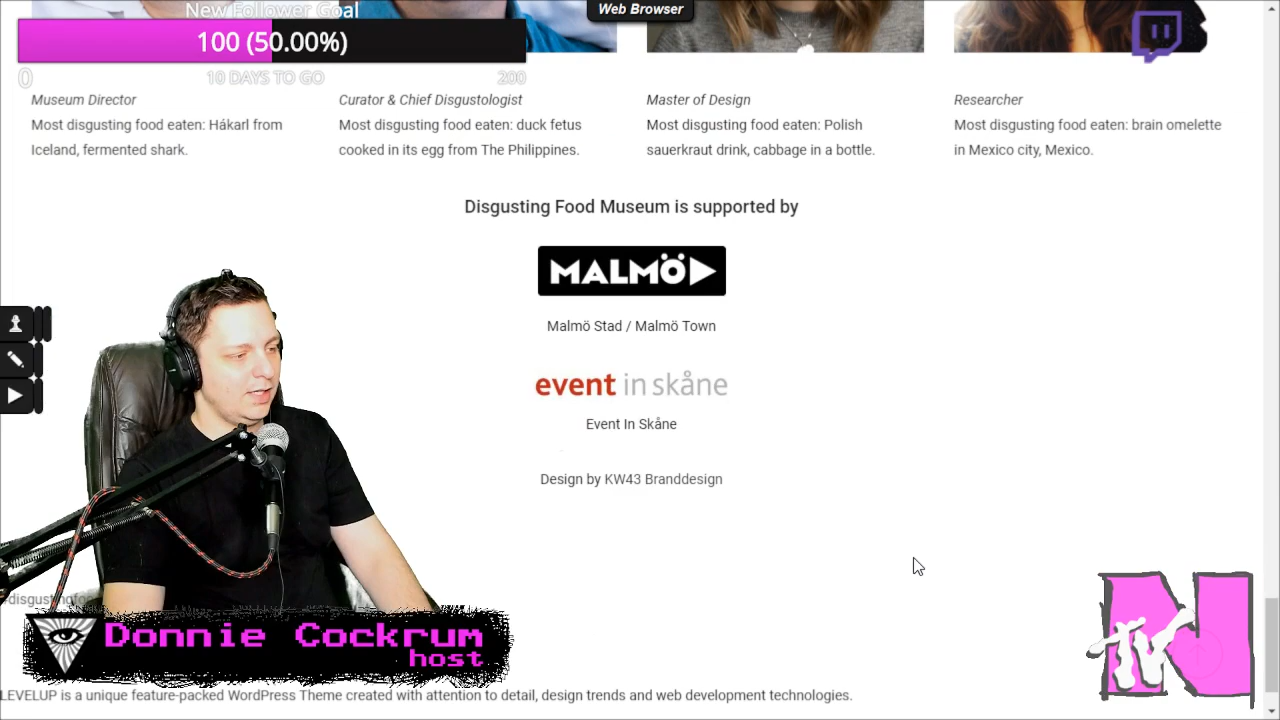 New Follower Goal
100 (50.00%)
0
10 DAYS TO GO
200
Web Browser
Museum Director
Most disgusting food eaten: Hákarl from
Iceland, fermented shark.
Curator & Chief Disgustologist
Most disgusting food eaten: duck fetus
cooked in its egg from The Philippines.
Master of Design
Most disgusting food eaten: Polish
sauerkraut drink, cabbage in a bottle.
Researcher
Most disgusting food eaten: brain omelette
in Mexico city, Mexico.
Disgusting Food Museum is supported by
MALMÖ
Malmö Stad / Malmö Town
event in skåne
Event In Skåne
Design by KW43 Branddesign
Donnie Cockrum
host
N
TV
LEVELUP is a unique feature-packed WordPress Theme created with attention to detail, design trends and web development technologies.